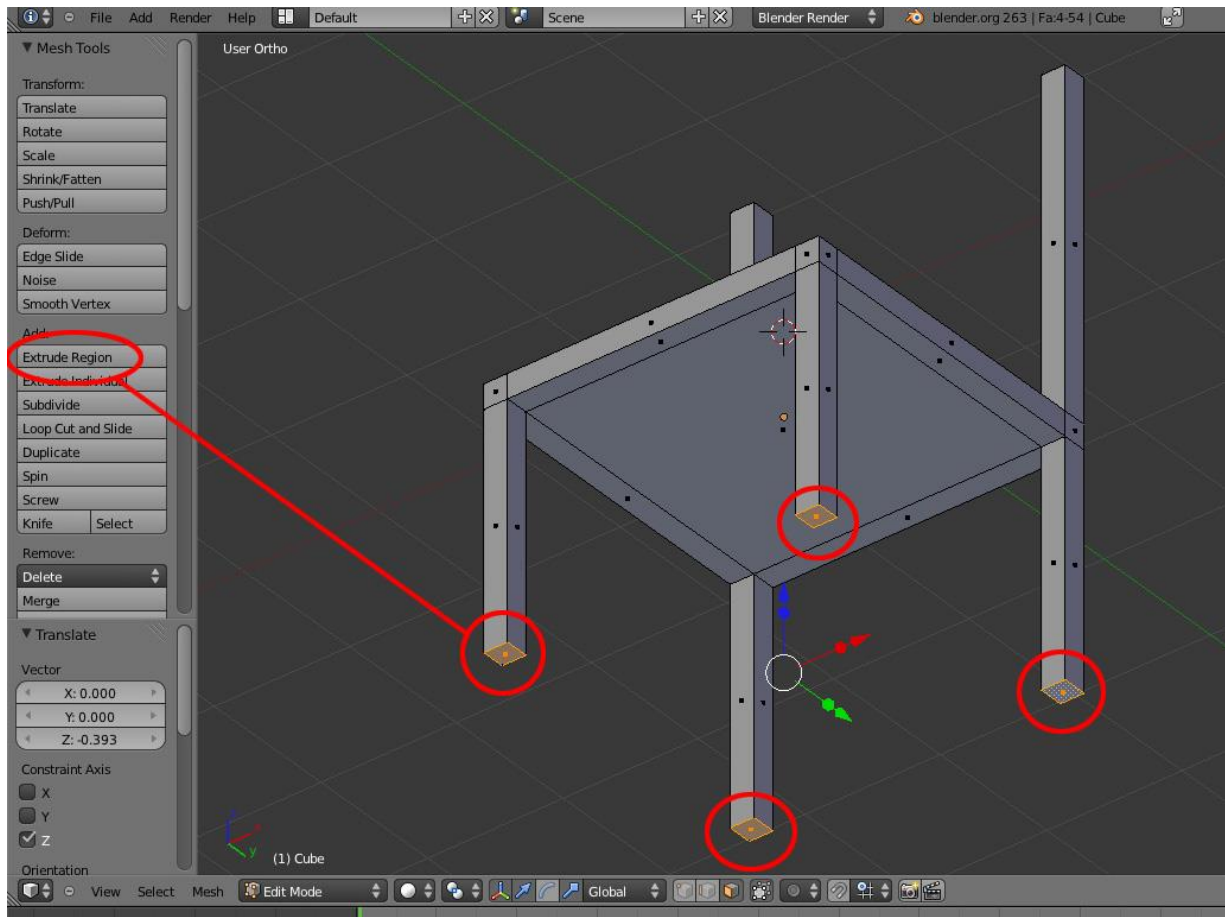 File Add Render Help Default Scene Blender Render blender.org 263 | Fa:4-54 | Cube
Mesh Tools
User Ortho
Transform:
Translate
Rotate
Scale
Shrink/Fatten
Push/Pull
Deform:
Edge Slide
Noise
Smooth Vertex
Add:
Extrude Region
Extrude Individual
Subdivide
Loop Cut and Slide
Duplicate
Spin
Screw
Knife Select
Remove:
Delete
Merge
Translate
Vector
X: 0.000
Y: 0.000
Z: -0.393
Constraint Axis
X
Y
Z
Orientation
y
(1) Cube
View Select Mesh Edit Mode Global